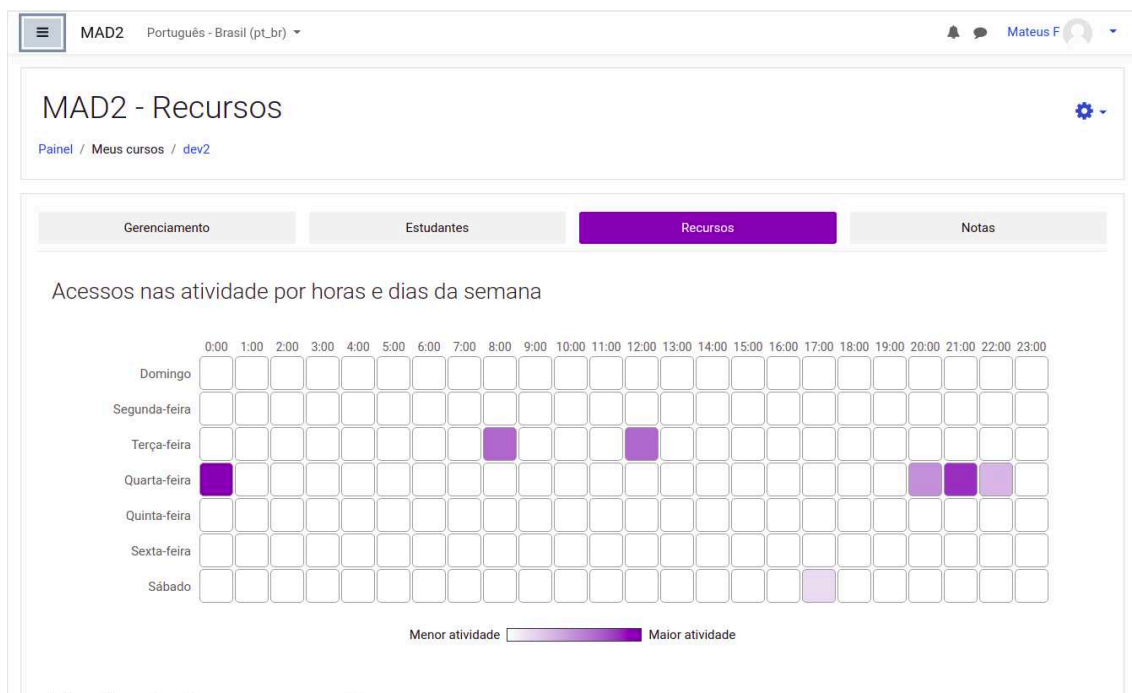 MAD2 Português - Brasil (pt_br) Mateus F
MAD2 - Recursos
Painel / Meus cursos / dev2
Gerenciamento Estudantes Recursos Notas
Acessos nas atividade por horas e dias da semana
0:00 1:00 2:00 3:00 4:00 5:00 6:00 7:00 8:00 9:00 10:00 11:00 12:00 13:00 14:00 15:00 16:00 17:00 18:00 19:00 20:00 21:00 22:00 23:00
Domingo
Segunda-feira
Terça-feira
Quarta-feira
Quinta-feira
Sexta-feira
Sábado
Menor atividade Maior atividade